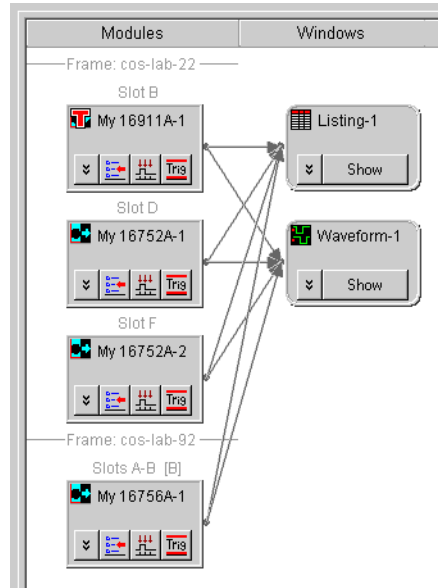 Modules
Windows
Frame: cos-lab-22
Slot B
My 16911A-1
Trig
Slot D
My 16752A-1
Trig
Slot F
My 16752A-2
Trig
Frame: cos-lab-92
Slots A-B [B]
My 16756A-1
Trig
Listing-1
Show
Waveform-1
Show